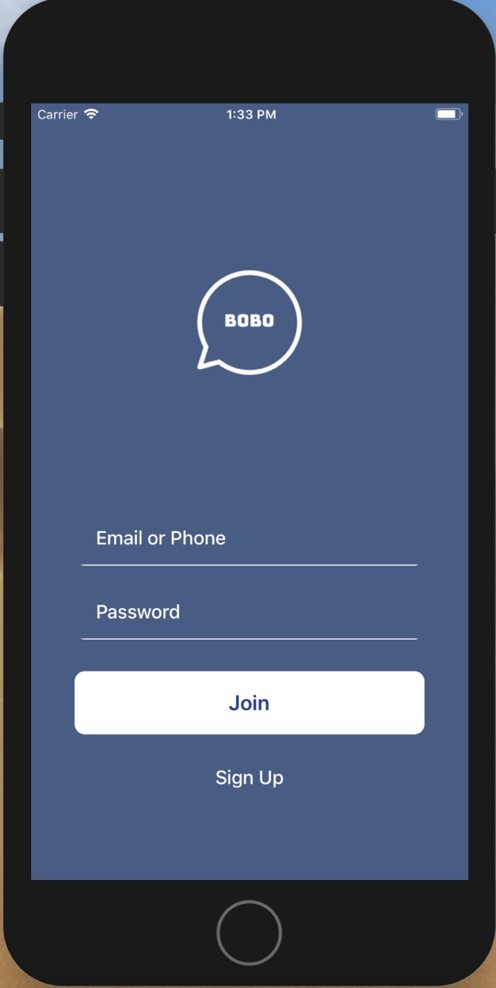 Carrier 1:33 PM
BOBO
Email or Phone
Password
Join
Sign Up